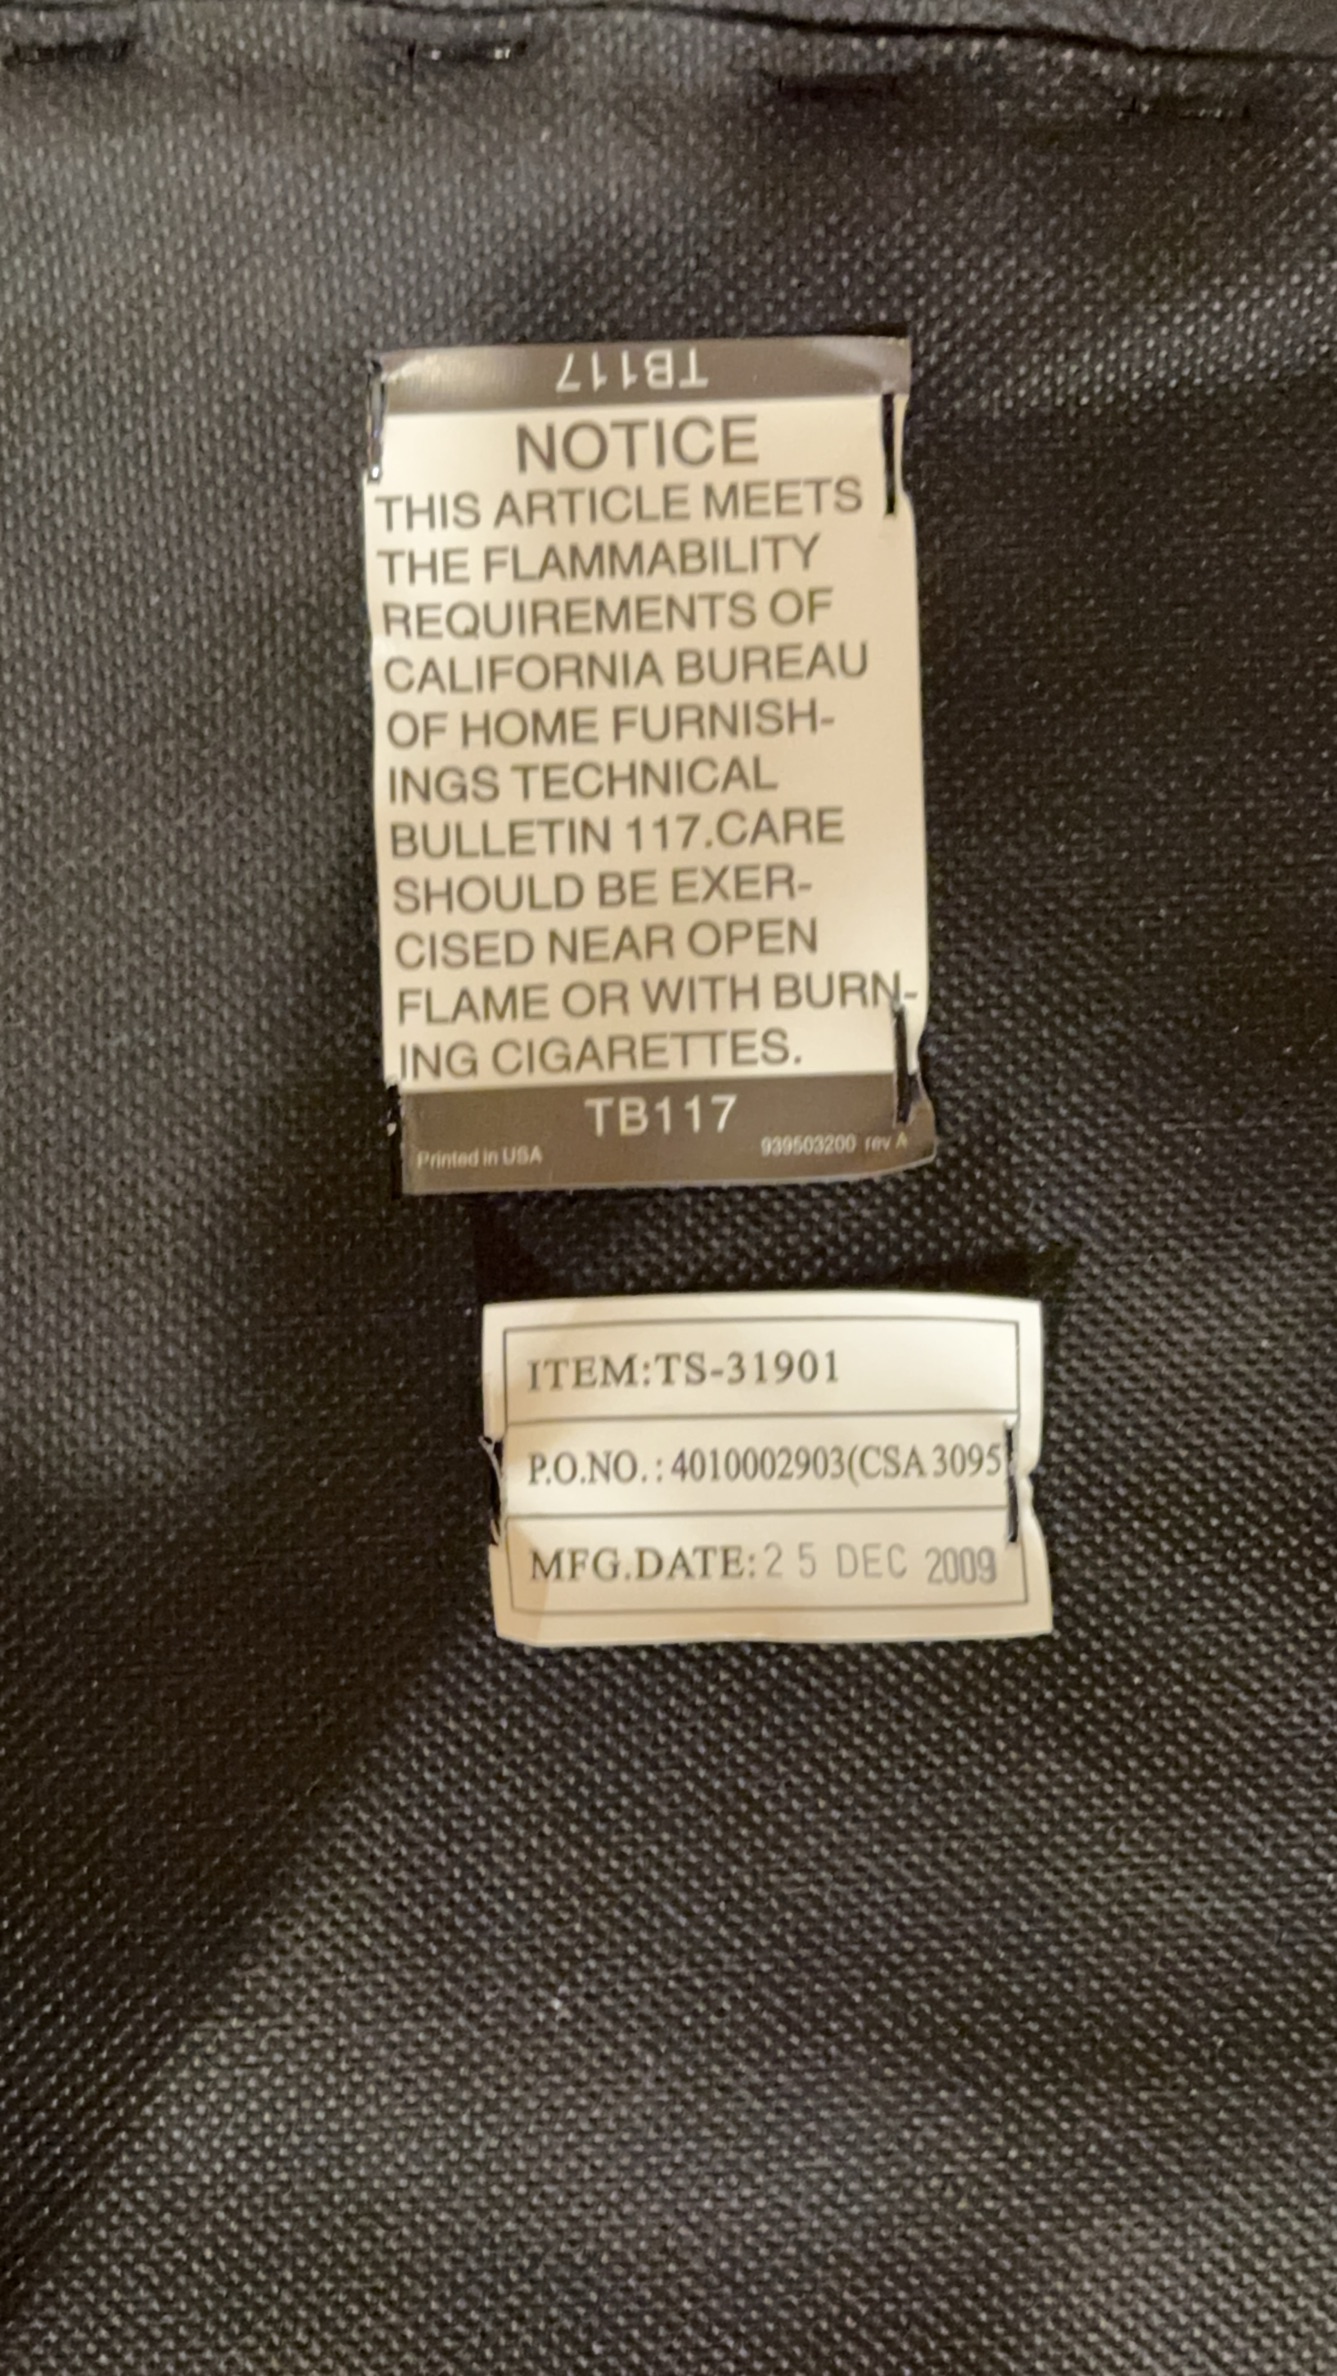 TB117
NOTICE
THIS ARTICLE MEETS
THE FLAMMABILITY
REQUIREMENTS OF
CALIFORNIA BUREAU
OF HOME FURNISH-
INGS TECHNICAL
BULLETIN 117.CARE
SHOULD BE EXER-
CISED NEAR OPEN
FLAME OR WITH BURN-
ING CIGARETTES.
TB117
Printed in USA 939503200 rev A
ITEM:TS-31901
P.O.NO.:4010002903(CSA 3095
MFG.DATE:25 DEC 2009